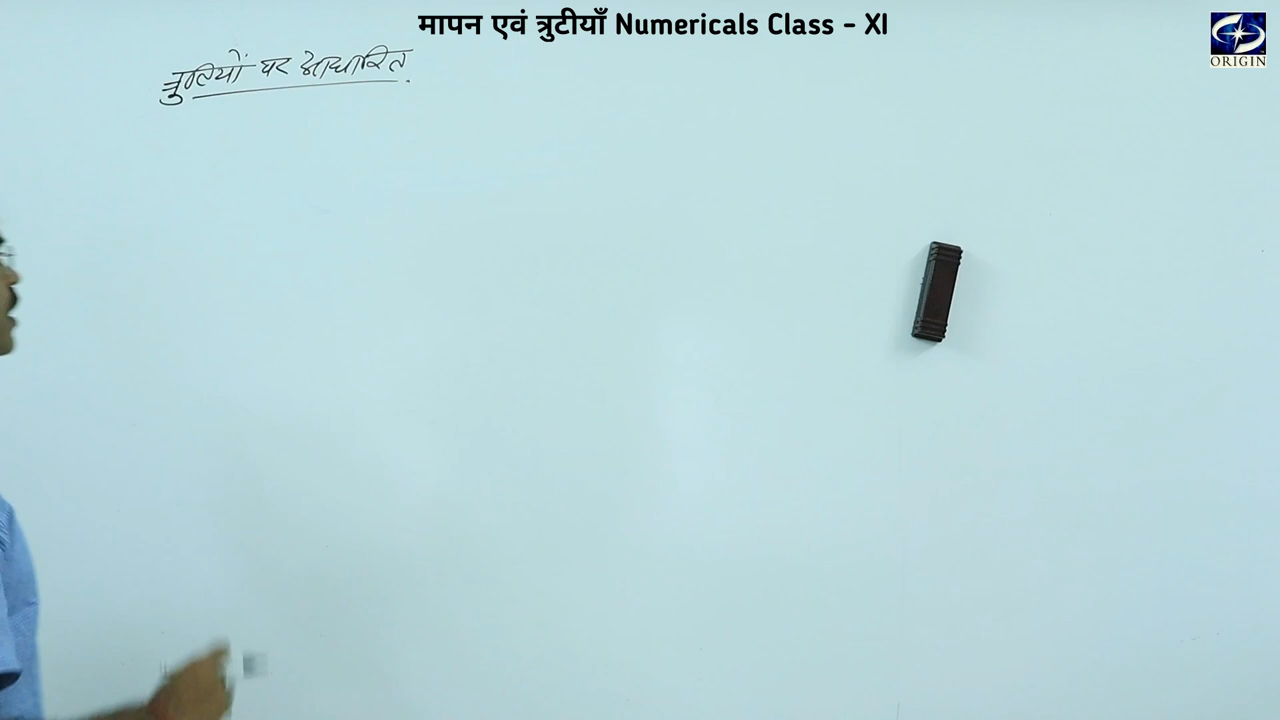 मापन एवं त्रुटीयाँ Numericals Class - XI
ORIGIN
त्रुटियों पर आधारित.